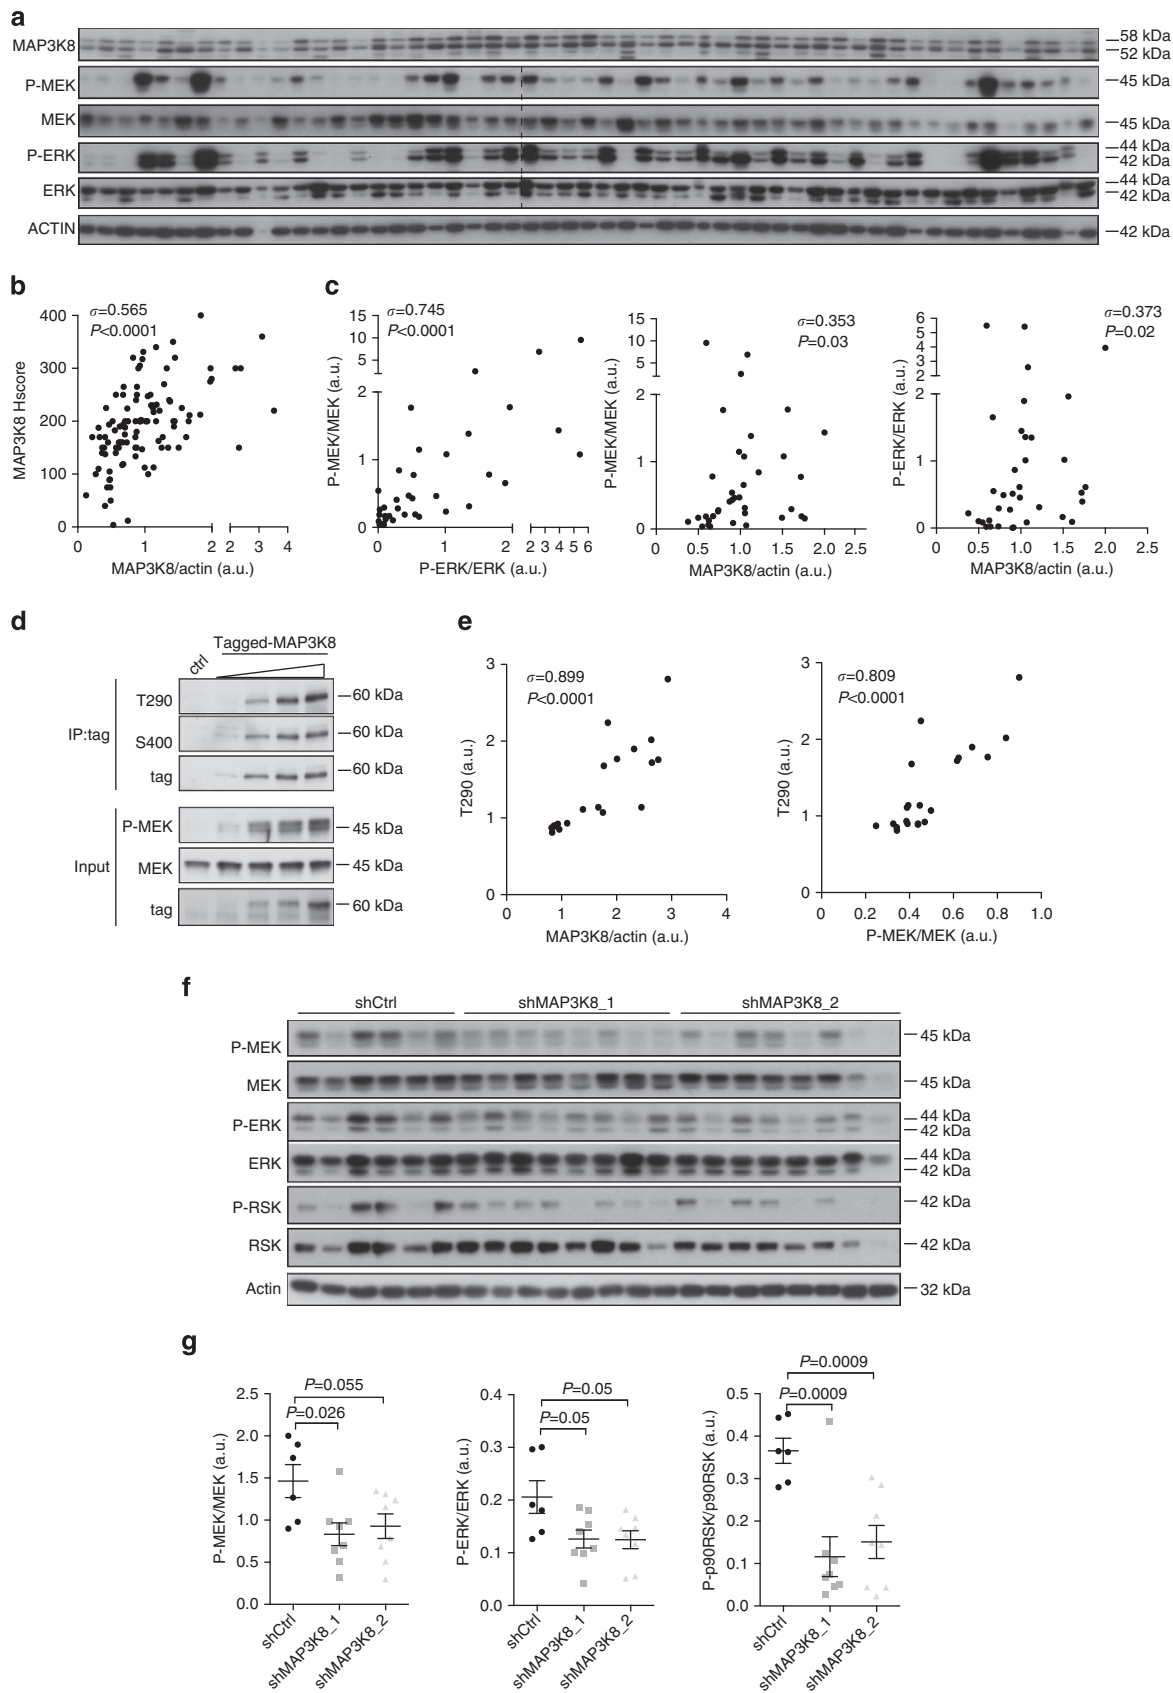 a
MAP3K8
58 kDa
52 kDa
P-MEK
45 kDa
MEK
45 kDa
P-ERK
44 kDa
42 kDa
ERK
44 kDa
42 kDa
ACTIN
42 kDa
b
σ=0.565
P<0.0001
MAP3K8 Hscore
400
300
200
100
0
0 1 2 2 3 4
MAP3K8/actin (a.u.)
c
σ=0.745
P<0.0001
P-MEK/MEK (a.u.)
15
10
5
2
1
0
0 1 2 2 3 4 5 6
P-ERK/ERK (a.u.)
σ=0.353
P=0.03
P-MEK/MEK (a.u.)
15
10
5
2
1
0
0 0.5 1.0 1.5 2.0 2.5
MAP3K8/actin (a.u.)
σ=0.373
P=0.02
P-ERK/ERK (a.u.)
6
5
4
3
2
2
1
0
0 0.5 1.0 1.5 2.0 2.5
MAP3K8/actin (a.u.)
d
Tagged-MAP3K8
ctrl
IP:tag
T290
60 kDa
S400
60 kDa
tag
60 kDa
Input
P-MEK
45 kDa
MEK
45 kDa
tag
60 kDa
e
σ=0.899
P<0.0001
T290 (a.u.)
3
2
1
0
0 1 2 3 4
MAP3K8/actin (a.u.)
σ=0.809
P<0.0001
T290 (a.u.)
3
2
1
0
0 0.2 0.4 0.6 0.8 1.0
P-MEK/MEK (a.u.)
f
shCtrl shMAP3K8_1 shMAP3K8_2
P-MEK
45 kDa
MEK
45 kDa
P-ERK
44 kDa
42 kDa
ERK
44 kDa
42 kDa
P-RSK
42 kDa
RSK
42 kDa
Actin
32 kDa
g
P=0.055
P=0.026
P-MEK/MEK (a.u.)
2.5
2.0
1.5
1.0
0.5
0.0
shCtrl
shMAP3K8_1
shMAP3K8_2
P=0.05
P=0.05
P-ERK/ERK (a.u.)
0.4
0.3
0.2
0.1
0.0
shCtrl
shMAP3K8_1
shMAP3K8_2
P=0.0009
P=0.0009
P-p90RSK/p90RSK (a.u.)
0.5
0.4
0.3
0.2
0.1
0.0
shCtrl
shMAP3K8_1
shMAP3K8_2